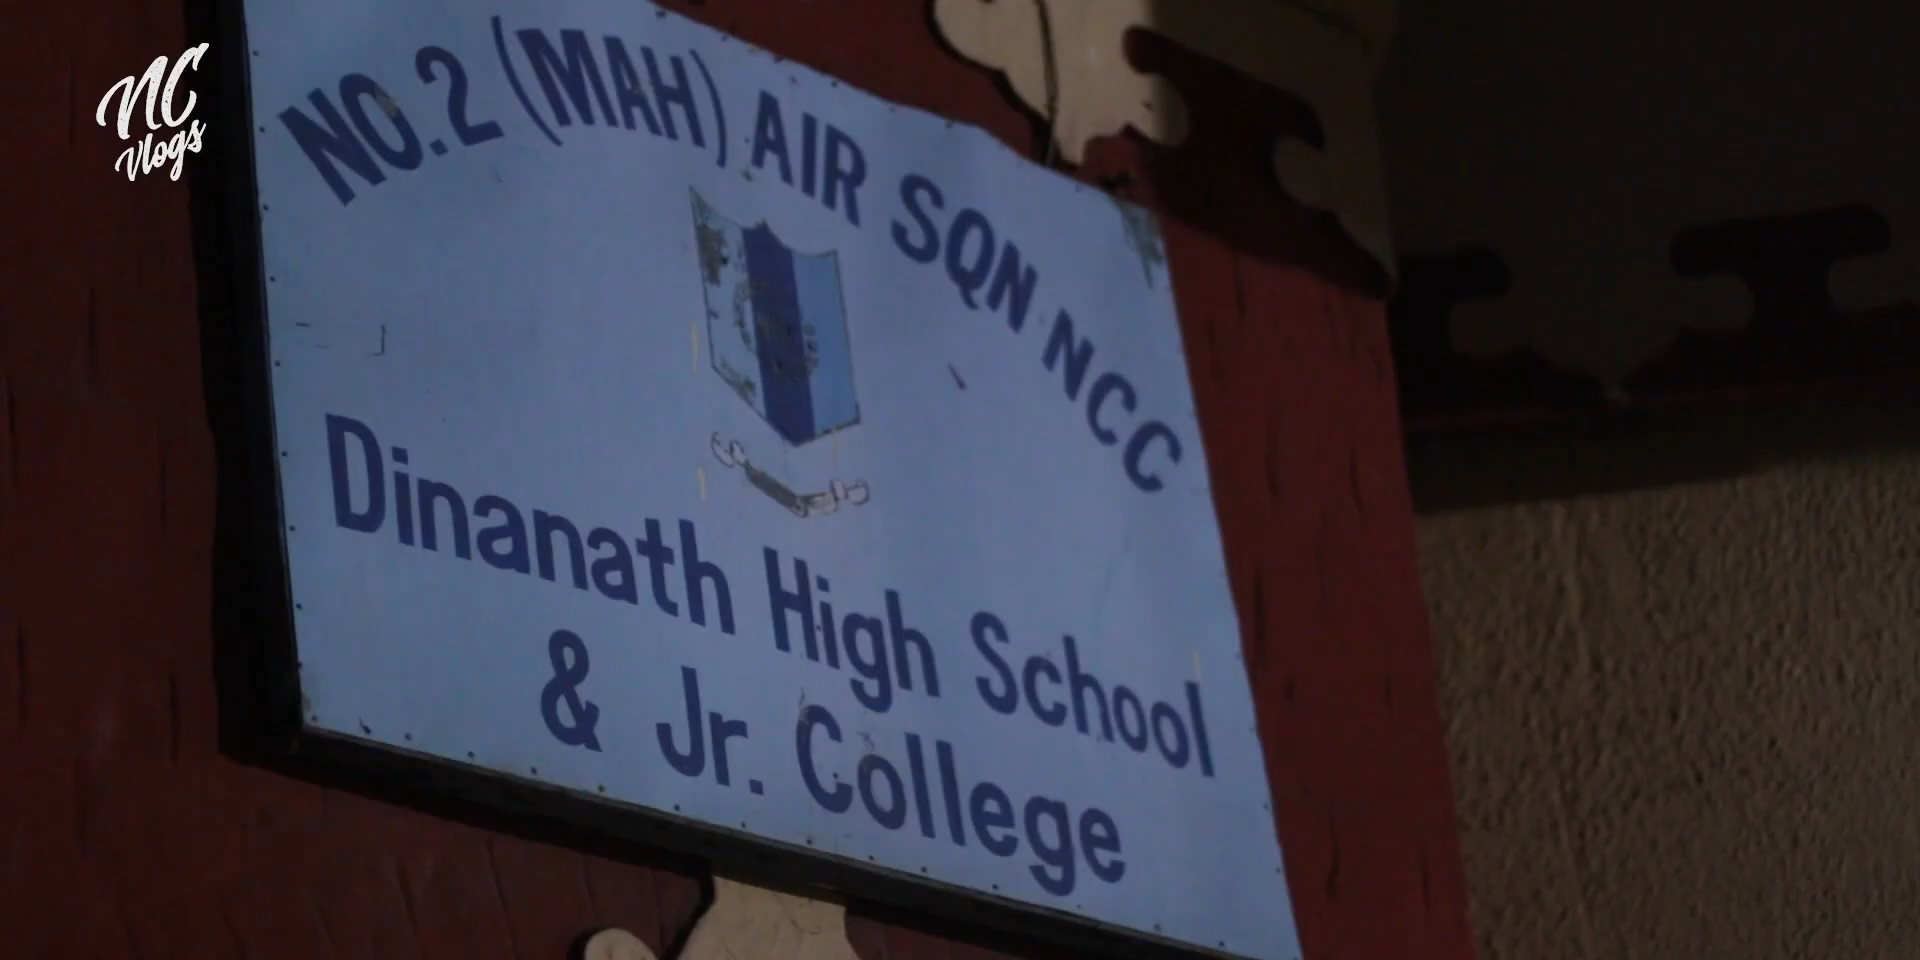 NC
Vlogs
NO.2 (MAH) AIR SQN NCC
Dinanath High School
& Jr. College